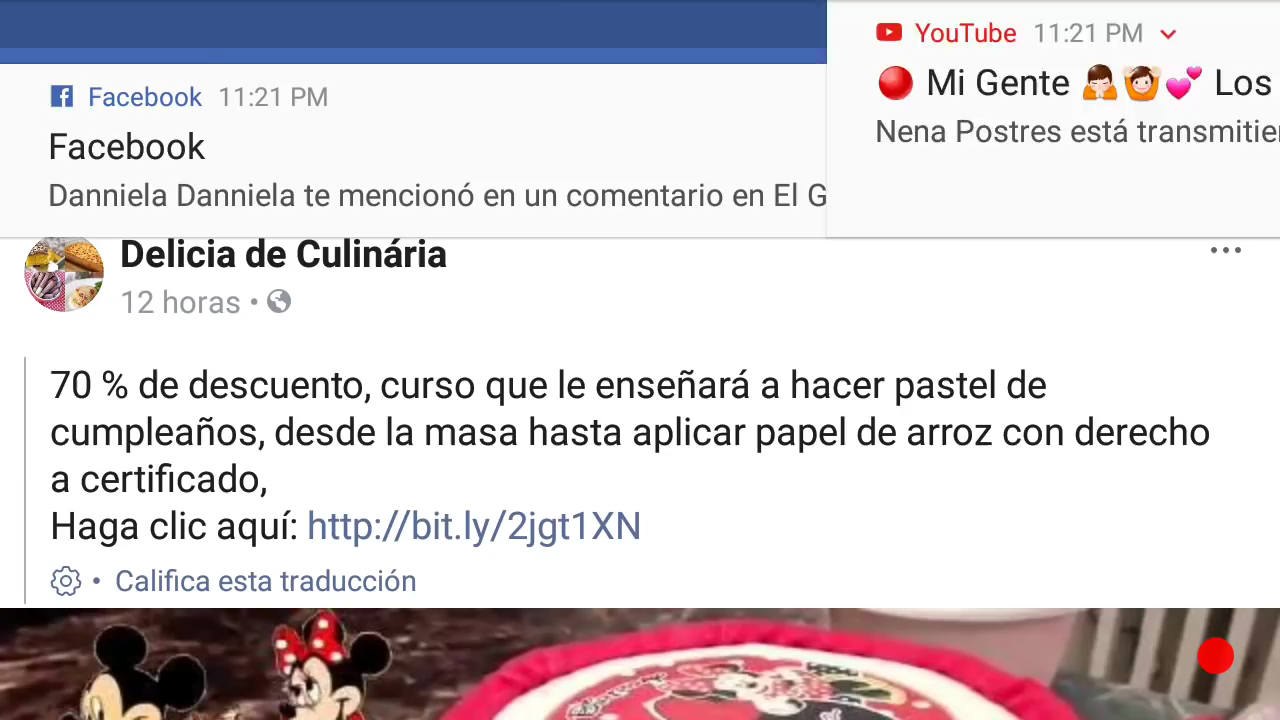 Facebook 11:21 PM
Facebook
Danniela Danniela te mencionó en un comentario en El G
YouTube 11:21 PM
🔴 Mi Gente 🙏🙆💕 Los
Nena Postres está transmitie
Delicia de Culinária
12 horas •
70 % de descuento, curso que le enseñará a hacer pastel de
cumpleaños, desde la masa hasta aplicar papel de arroz con derecho
a certificado,
Haga clic aquí: http://bit.ly/2jgt1XN
• Califica esta traducción